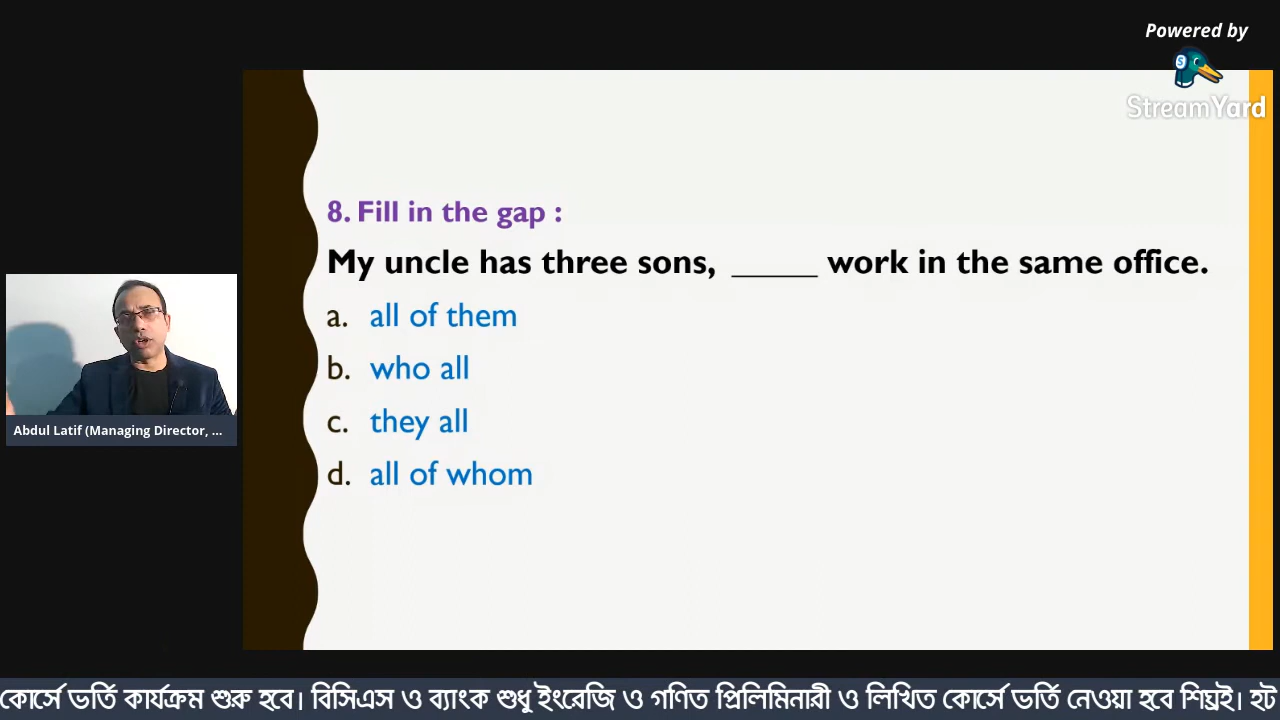 Powered by
StreamYard
8. Fill in the gap :
My uncle has three sons, _____ work in the same office.
a. all of them
b. who all
c. they all
d. all of whom
Abdul Latif (Managing Director, ...
কোর্সে ভর্তি কার্যক্রম শুরু হবে। বিসিএস ও ব্যাংক শুধু ইংরেজি ও গণিত প্রিলিমিনারী ও লিখিত কোর্সে ভর্তি নেওয়া হবে শিঘ্রই। হট